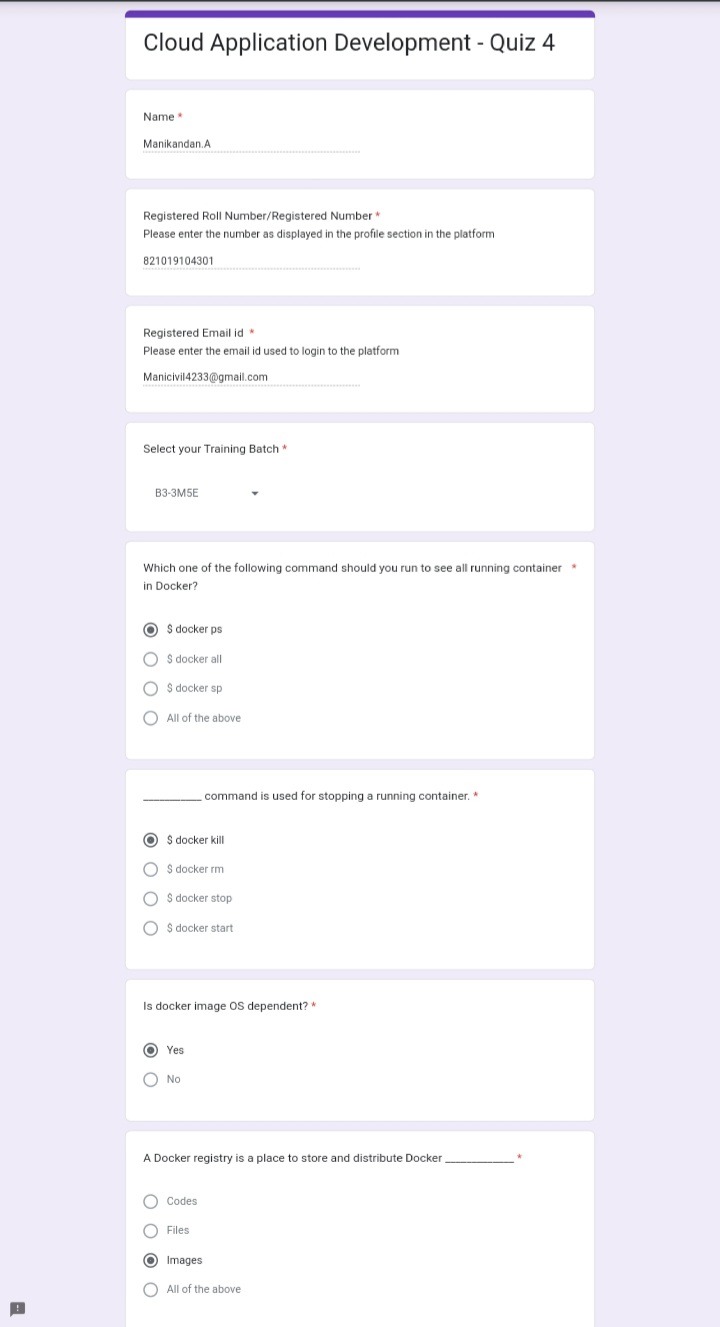 Cloud Application Development - Quiz 4
Name *
Manikandan.A
Registered Roll Number/Registered Number *
Please enter the number as displayed in the profile section in the platform
821019104301
Registered Email id *
Please enter the email id used to login to the platform
Manicivil4233@gmail.com
Select your Training Batch *
B3-3M5E
Which one of the following command should you run to see all running container *
in Docker?
$ docker ps
$ docker all
$ docker sp
All of the above
__________ command is used for stopping a running container. *
$ docker kill
$ docker rm
$ docker stop
$ docker start
Is docker image OS dependent? *
Yes
No
A Docker registry is a place to store and distribute Docker ____________ *
Codes
Files
Images
All of the above